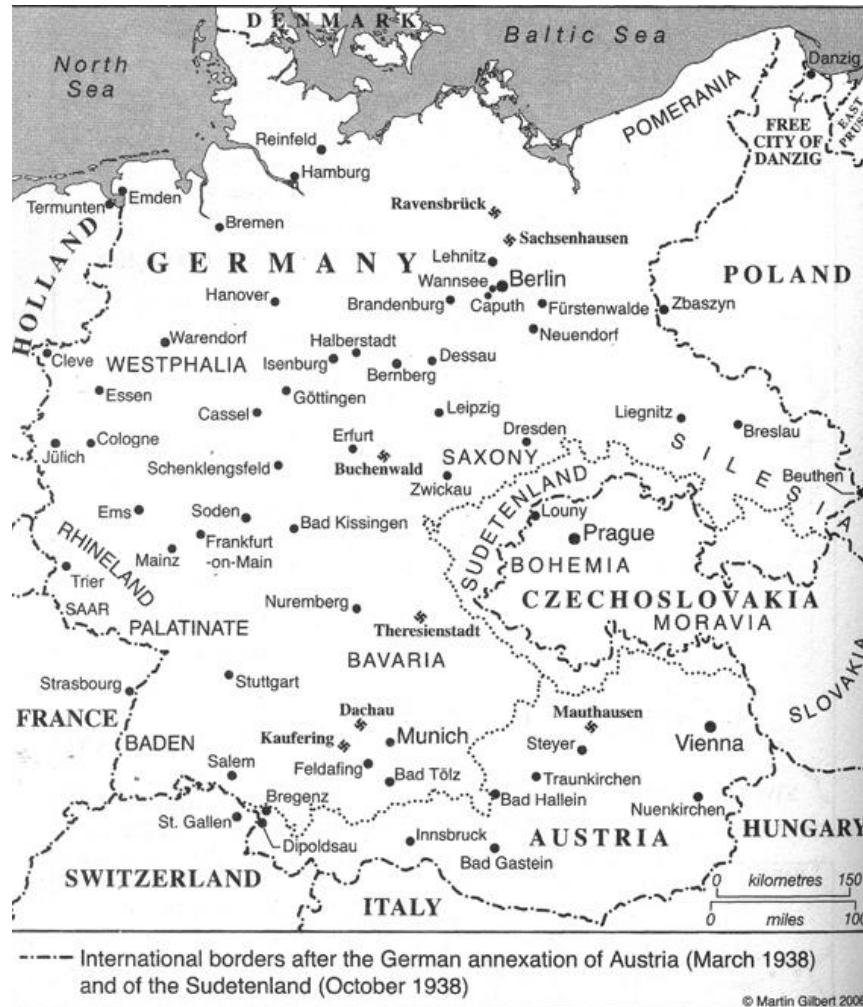 DENMARK
North
Sea
Baltic Sea
Danzig
POMERANIA
FREE
CITY OF
DANZIG
EAST
PRUS
Reinfeld
Hamburg
Emden
Termunten
Bremen
Ravensbrück
Sachsenhausen
HOLLAND
GERMANY
Lehnitz
Wannsee
Berlin
POLAND
Hanover
Brandenburg
Caputh
Fürstenwalde
Zbaszyn
Neuendorf
Warendorf
Halberstadt
Cleve
WESTPHALIA
Isenburg
Dessau
Bernberg
Essen
Göttingen
Cassel
Leipzig
Liegnitz
Breslau
Cologne
Jülich
Erfurt
Dresden
SAXONY
SILESIA
Schenklengsfeld
Buchenwald
Zwickau
SUDETENLAND
Beuthen
Ems
Soden
Bad Kissingen
Louny
Prague
RHINELAND
Mainz
Frankfurt
-on-Main
BOHEMIA
Trier
SAAR
Nuremberg
CZECHOSLOVAKIA
PALATINATE
Theresienstadt
MORAVIA
BAVARIA
SLOVAKIA
Strasbourg
Stuttgart
FRANCE
Dachau
Mauthausen
BADEN
Kaufering
Munich
Steyer
Vienna
Salem
Feldafing
Bad Tölz
Traunkirchen
Bregenz
Bad Hallein
Nuenkirchen
St. Gallen
Dipoldsau
Innsbruck
AUSTRIA
HUNGARY
Bad Gastein
SWITZERLAND
ITALY
0 kilometres 150
0 miles 100
International borders after the German annexation of Austria (March 1938)
and of the Sudetenland (October 1938)
© Martin Gilbert 2006